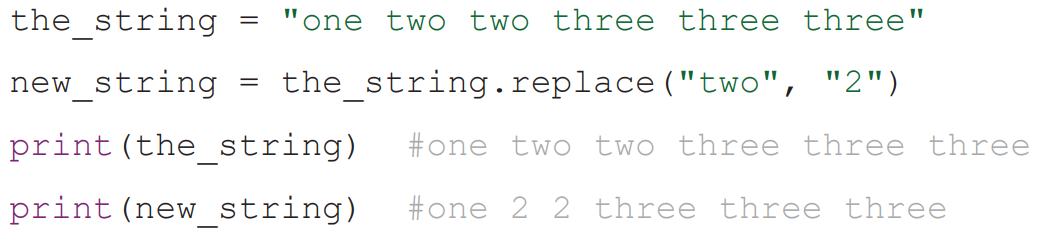 the_string = "one two two three three three"
new_string = the_string.replace("two", "2")
print(the_string)  #one two two three three three
print(new_string)  #one 2 2 three three three